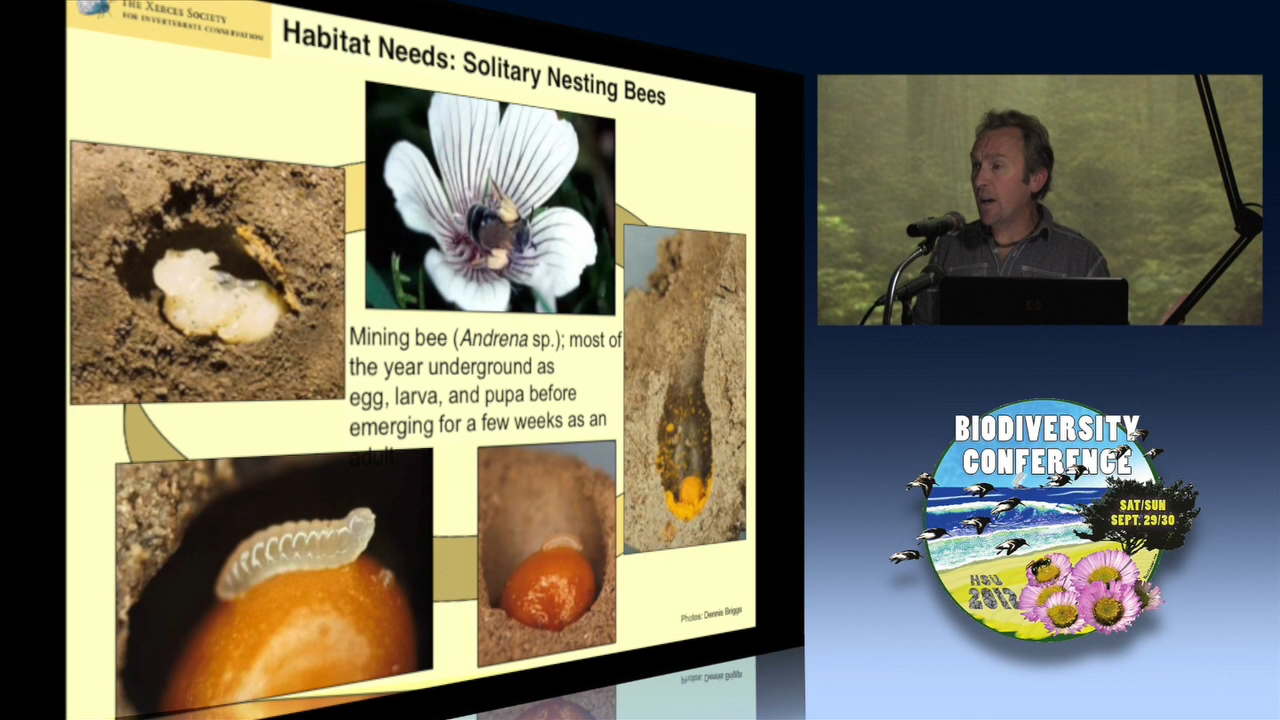 THE XERCES SOCIETY
FOR INVERTEBRATE CONSERVATION
Habitat Needs: Solitary Nesting Bees
Mining bee (Andrena sp.); most of
the year underground as
egg, larva, and pupa before
emerging for a few weeks as an
adult.
Photos: Dennis Briggs
BIODIVERSITY
CONFERENCE
SAT/SUN
SEPT. 29/30
HSU
2012